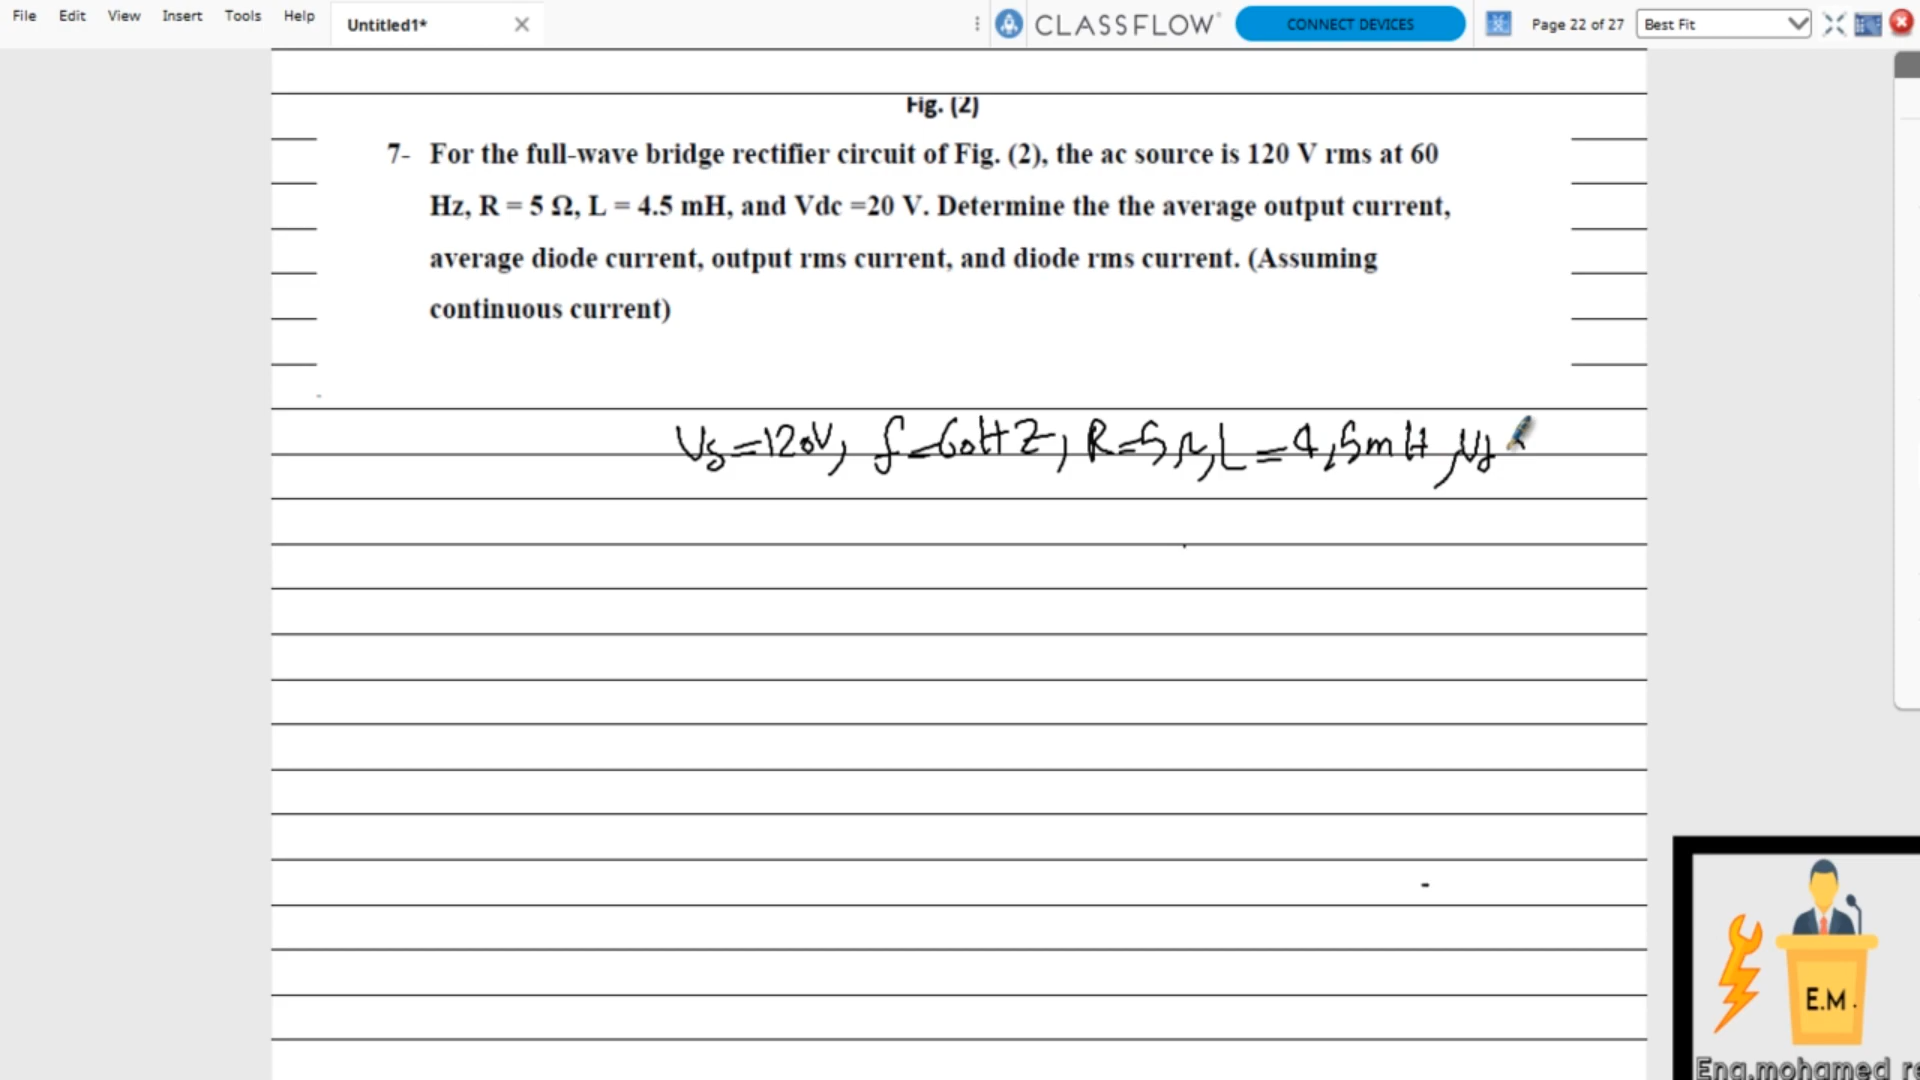 File Edit View Insert Tools Help Untitled1* CLASSFLOW CONNECT DEVICES Page 22 of 27 Best Fit
Fig. (2)
7- For the full-wave bridge rectifier circuit of Fig. (2), the ac source is 120 V rms at 60
Hz, R = 5 Ω, L = 4.5 mH, and Vdc =20 V. Determine the the average output current,
average diode current, output rms current, and diode rms current. (Assuming
continuous current)
Vs=120V, f=60HZ, R=5Ω, L=4,5mH,
E.M.
Eng.mohamed